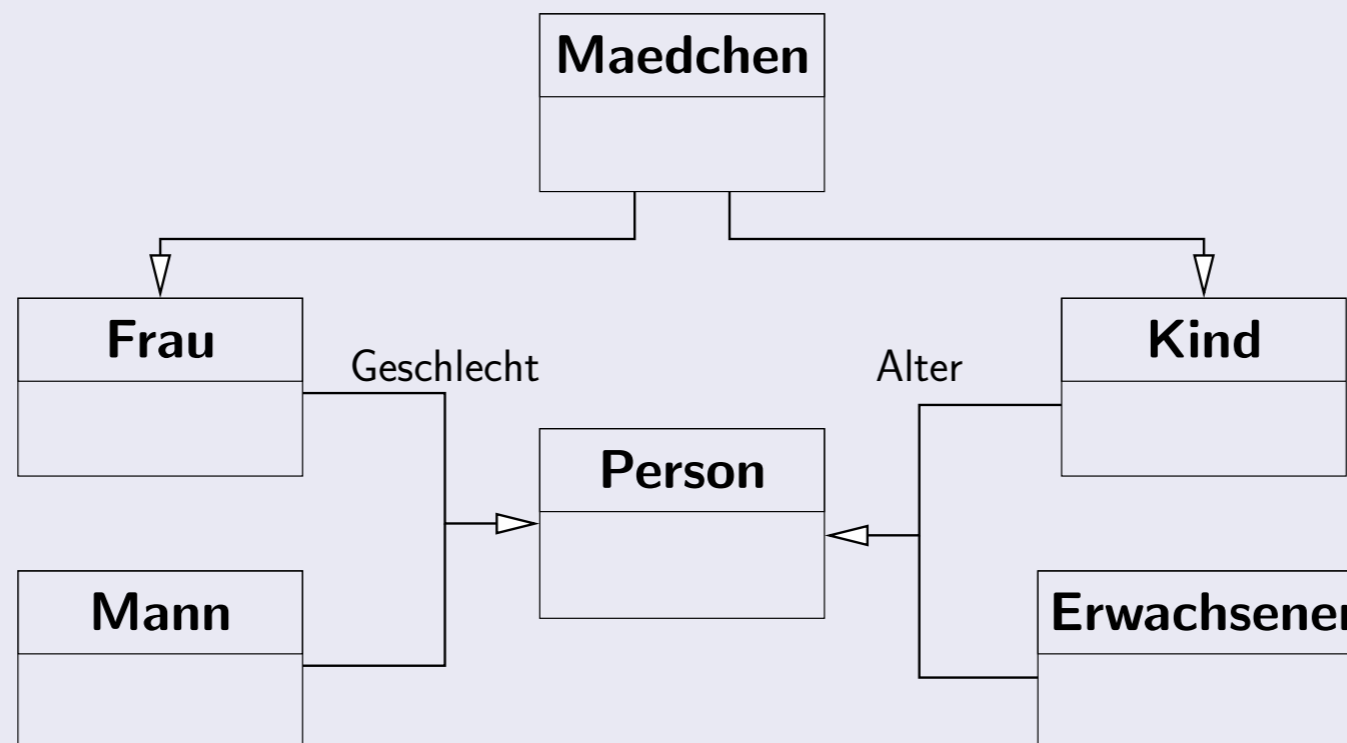 Maedchen
Frau
Geschlecht
Alter
Kind
Person
Mann
Erwachsener